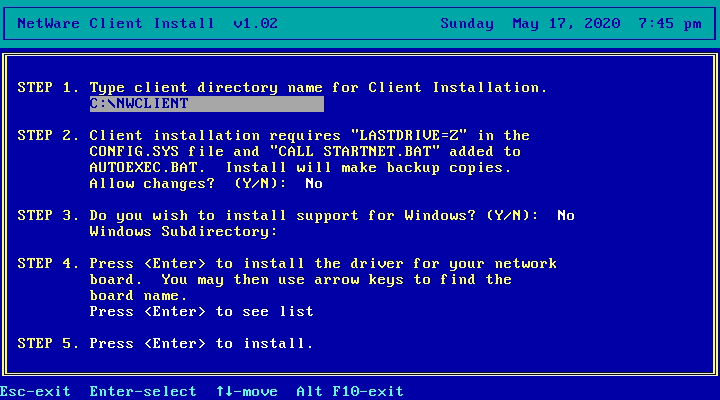 NetWare Client Install  v1.02                  Sunday  May 17, 2020  7:45 pm
STEP 1. Type client directory name for Client Installation.
C:\NWCLIENT
STEP 2. Client installation requires "LASTDRIVE=Z" in the
CONFIG.SYS file and "CALL STARTNET.BAT" added to
AUTOEXEC.BAT.  Install will make backup copies.
Allow changes?  (Y/N):  No
STEP 3. Do you wish to install support for Windows? (Y/N):  No
Windows Subdirectory:
STEP 4. Press <Enter> to install the driver for your network
board.  You may then use arrow keys to find the
board name.
Press <Enter> to see list
STEP 5. Press <Enter> to install.
Esc-exit  Enter-select  ↑↓-move  Alt F10-exit